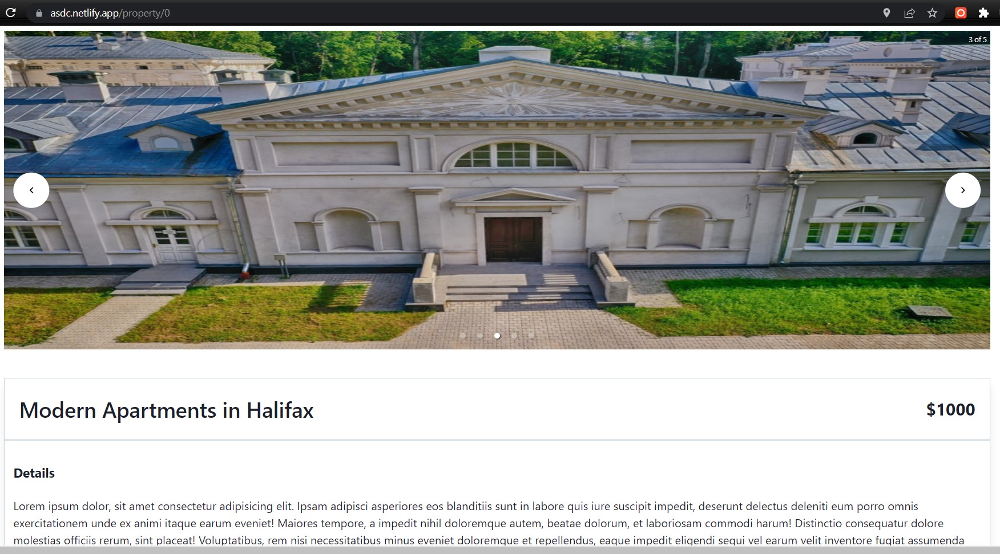 asdc.netlify.app/property/0
3 of 5
Modern Apartments in Halifax
$1000
Details
Lorem ipsum dolor, sit amet consectetur adipisicing elit. Ipsam adipisci asperiores eos blanditiis sunt in labore quis iure suscipit impedit, deserunt delectus deleniti eum porro omnis
exercitationem unde ex animi itaque earum eveniet! Maiores tempore, a impedit nihil doloremque autem, beatae dolorum, et laboriosam commodi harum! Distinctio consequatur dolore
molestias officiis rerum, sint placeat! Voluptatibus, rem nisi necessitatibus minus eveniet doloremque et repellendus, eaque impedit eligendi sequi vel earum velit inventore fugiat assumenda